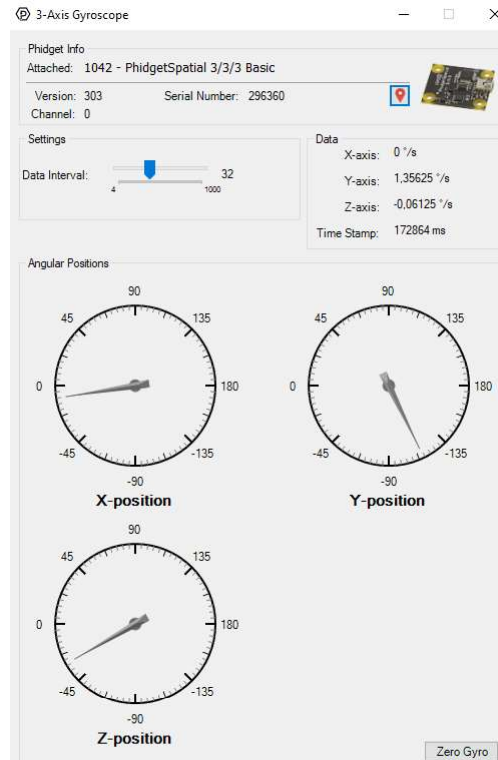 3-Axis Gyroscope
Phidget Info
Attached: 1042 - PhidgetSpatial 3/3/3 Basic
Version: 303 Serial Number: 296360
Channel: 0
Settings
Data Interval: 32
4 1000
Data
X-axis: 0 °/s
Y-axis: 1,35625 °/s
Z-axis: -0,06125 °/s
Time Stamp: 172864 ms
Angular Positions
90 90
45 135 45 135
0 180 0 180
-45 -135 -45 -135
-90 -90
X-position Y-position
90
45 135
0 180
-45 -135
-90
Z-position
Zero Gyro